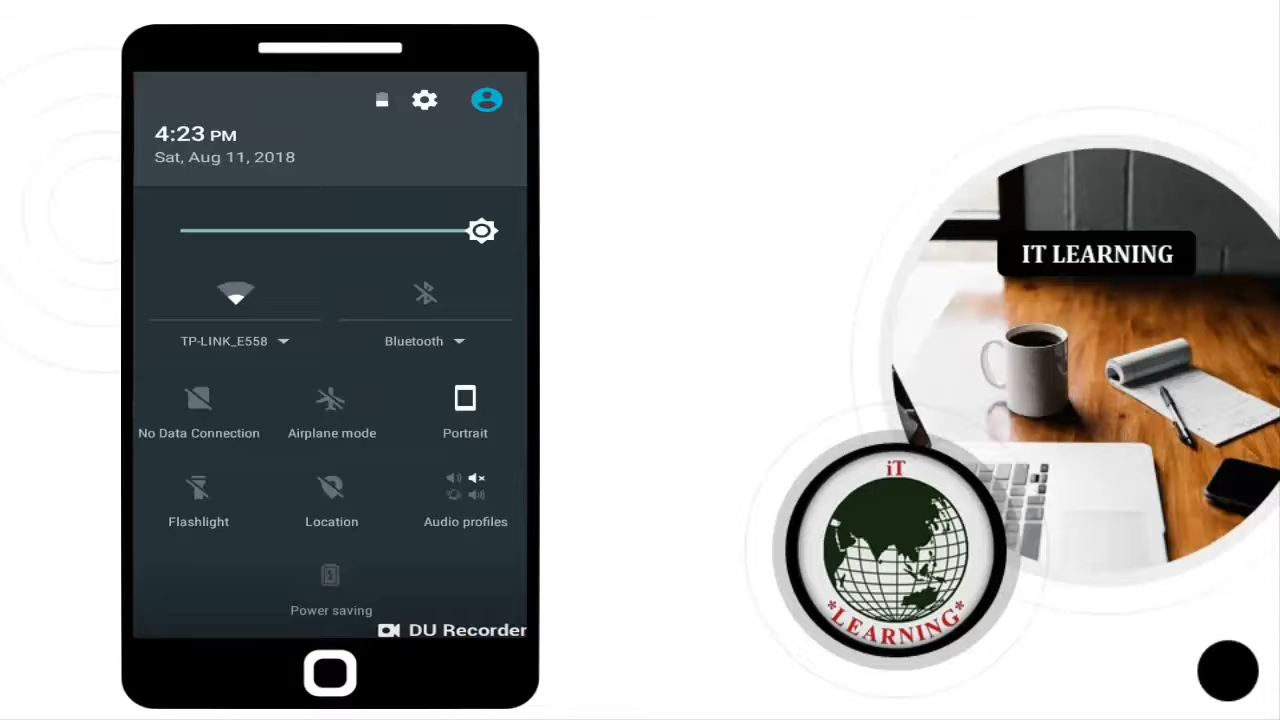 4:23 PM
Sat, Aug 11, 2018
TP-LINK_E558
Bluetooth
No Data Connection
Airplane mode
Portrait
Flashlight
Location
Audio profiles
Power saving
DU Recorder
IT LEARNING
iT
*LEARNING*